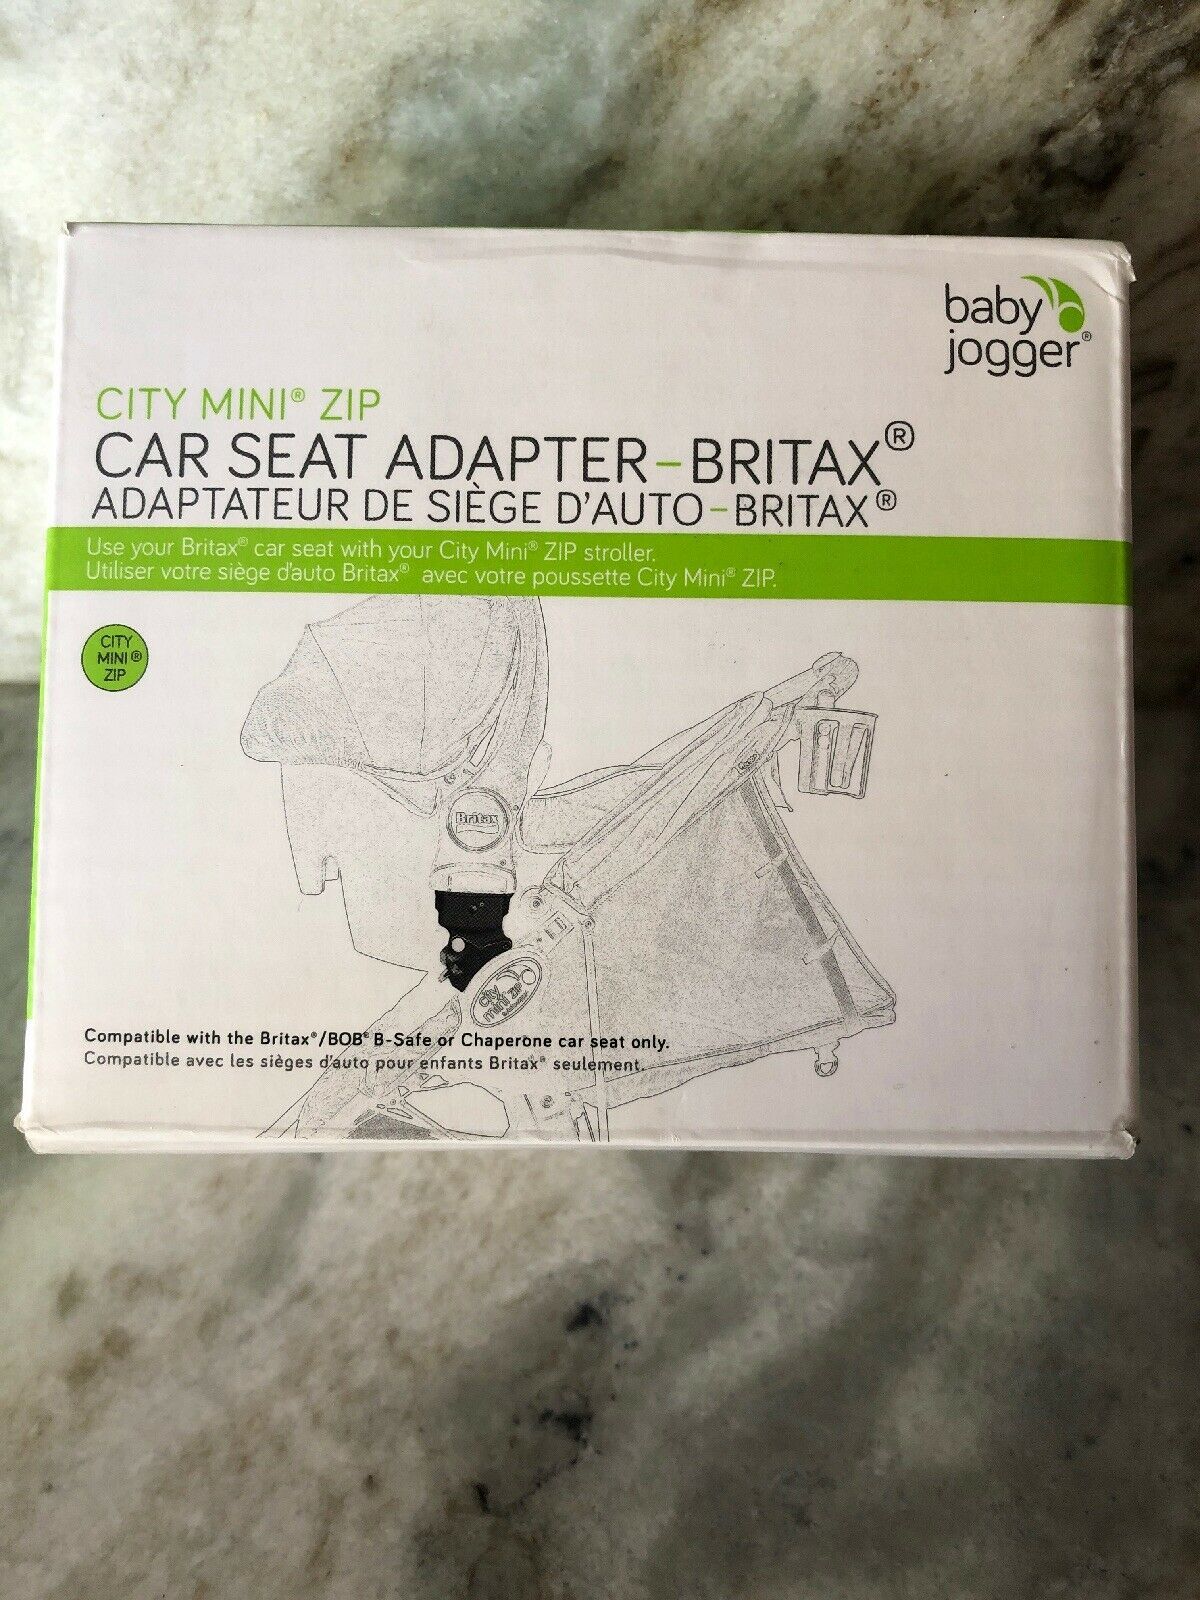 baby
jogger®
CITY MINI® ZIP
CAR SEAT ADAPTER-BRITAX®
ADAPTATEUR DE SIÈGE D'AUTO-BRITAX®
Use your Britax® car seat with your City Mini® ZIP stroller.
Utiliser votre siège d'auto Britax® avec votre poussette City Mini® ZIP.
CITY
MINI®
ZIP
Britax
city
mini® ZIP
Compatible with the Britax®/BOB® B-Safe or Chaperone car seat only.
Compatible avec les sièges d'auto pour enfants Britax® seulement.